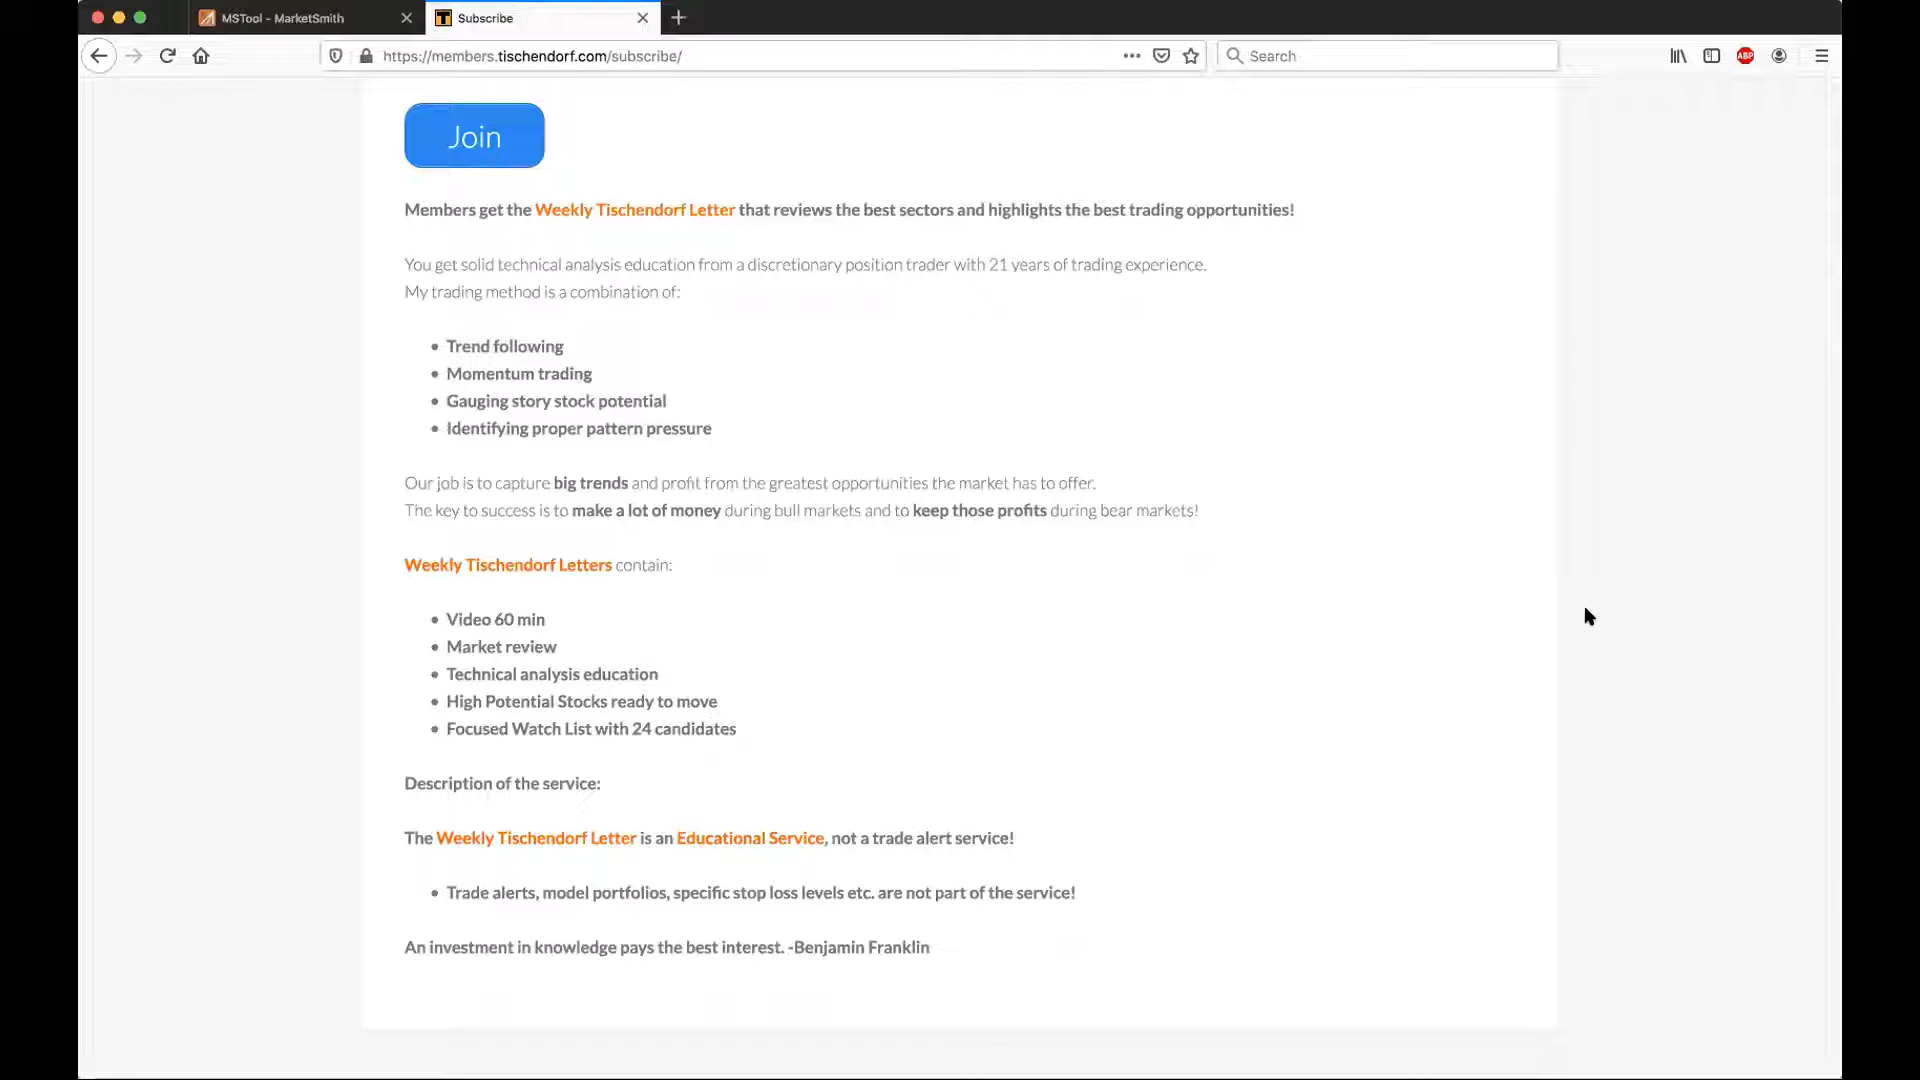 MSTool - MarketSmith
Subscribe
https://members.tischendorf.com/subscribe/
Search
ABP
Join
Members get the Weekly Tischendorf Letter that reviews the best sectors and highlights the best trading opportunities!
You get solid technical analysis education from a discretionary position trader with 21 years of trading experience.
My trading method is a combination of:
• Trend following
• Momentum trading
• Gauging story stock potential
• Identifying proper pattern pressure
Our job is to capture big trends and profit from the greatest opportunities the market has to offer.
The key to success is to make a lot of money during bull markets and to keep those profits during bear markets!
Weekly Tischendorf Letters contain:
• Video 60 min
• Market review
• Technical analysis education
• High Potential Stocks ready to move
• Focused Watch List with 24 candidates
Description of the service:
The Weekly Tischendorf Letter is an Educational Service, not a trade alert service!
• Trade alerts, model portfolios, specific stop loss levels etc. are not part of the service!
An investment in knowledge pays the best interest. -Benjamin Franklin